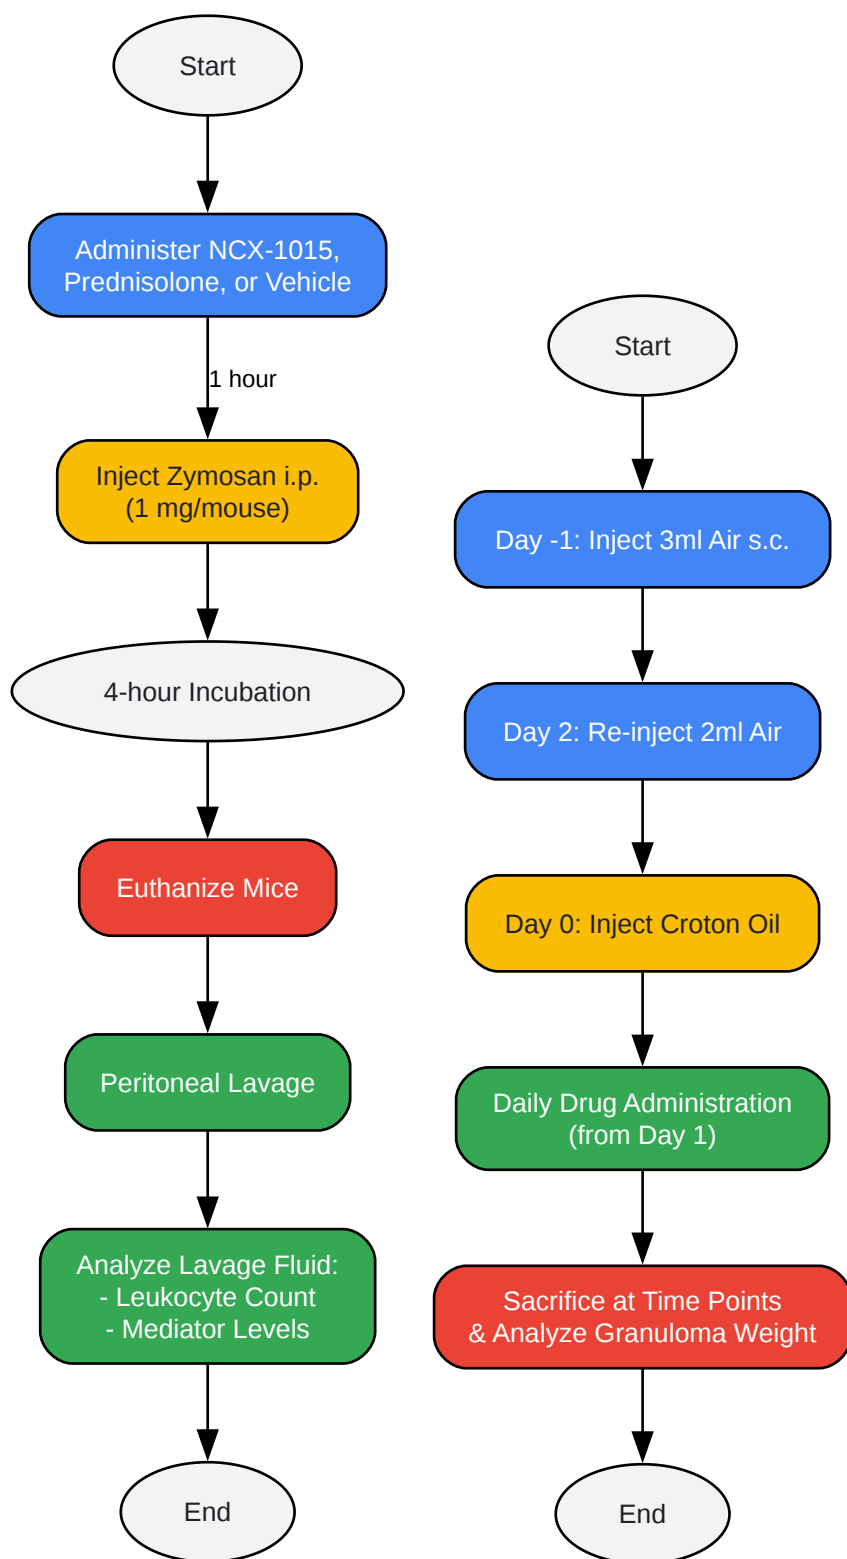 Start
Administer NCX-1015,
Prednisolone, or Vehicle
1 hour
Inject Zymosan i.p.
(1 mg/mouse)
4-hour Incubation
Euthanize Mice
Peritoneal Lavage
Analyze Lavage Fluid:
- Leukocyte Count
- Mediator Levels
End
Start
Day -1: Inject 3ml Air s.c.
Day 2: Re-inject 2ml Air
Day 0: Inject Croton Oil
Daily Drug Administration
(from Day 1)
Sacrifice at Time Points
& Analyze Granuloma Weight
End